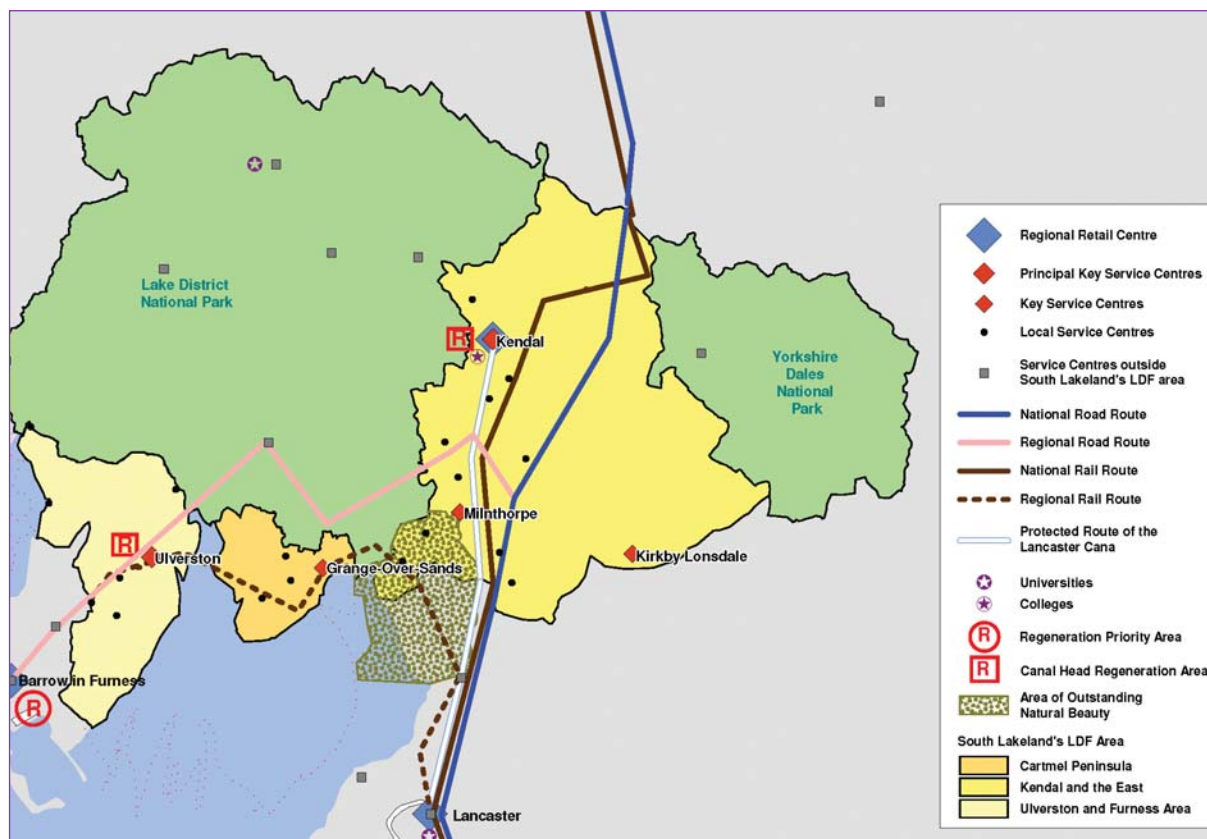 Lake District
National Park
R
Kendal
Yorkshire
Dales
National
Park
Milnthorpe
R
Ulverston
Grange-Over-Sands
Kirkby Lonsdale
Barrow in Furness
R
Lancaster
Regional Retail Centre
Principal Key Service Centres
Key Service Centres
Local Service Centres
Service Centres outside
South Lakeland's LDF area
National Road Route
Regional Road Route
National Rail Route
Regional Rail Route
Protected Route of the
Lancaster Cana
Universities
Colleges
R
Regeneration Priority Area
R
Canal Head Regeneration Area
Area of Outstanding
Natural Beauty
South Lakeland's LDF Area
Cartmel Peninsula
Kendal and the East
Ulverston and Furness Area